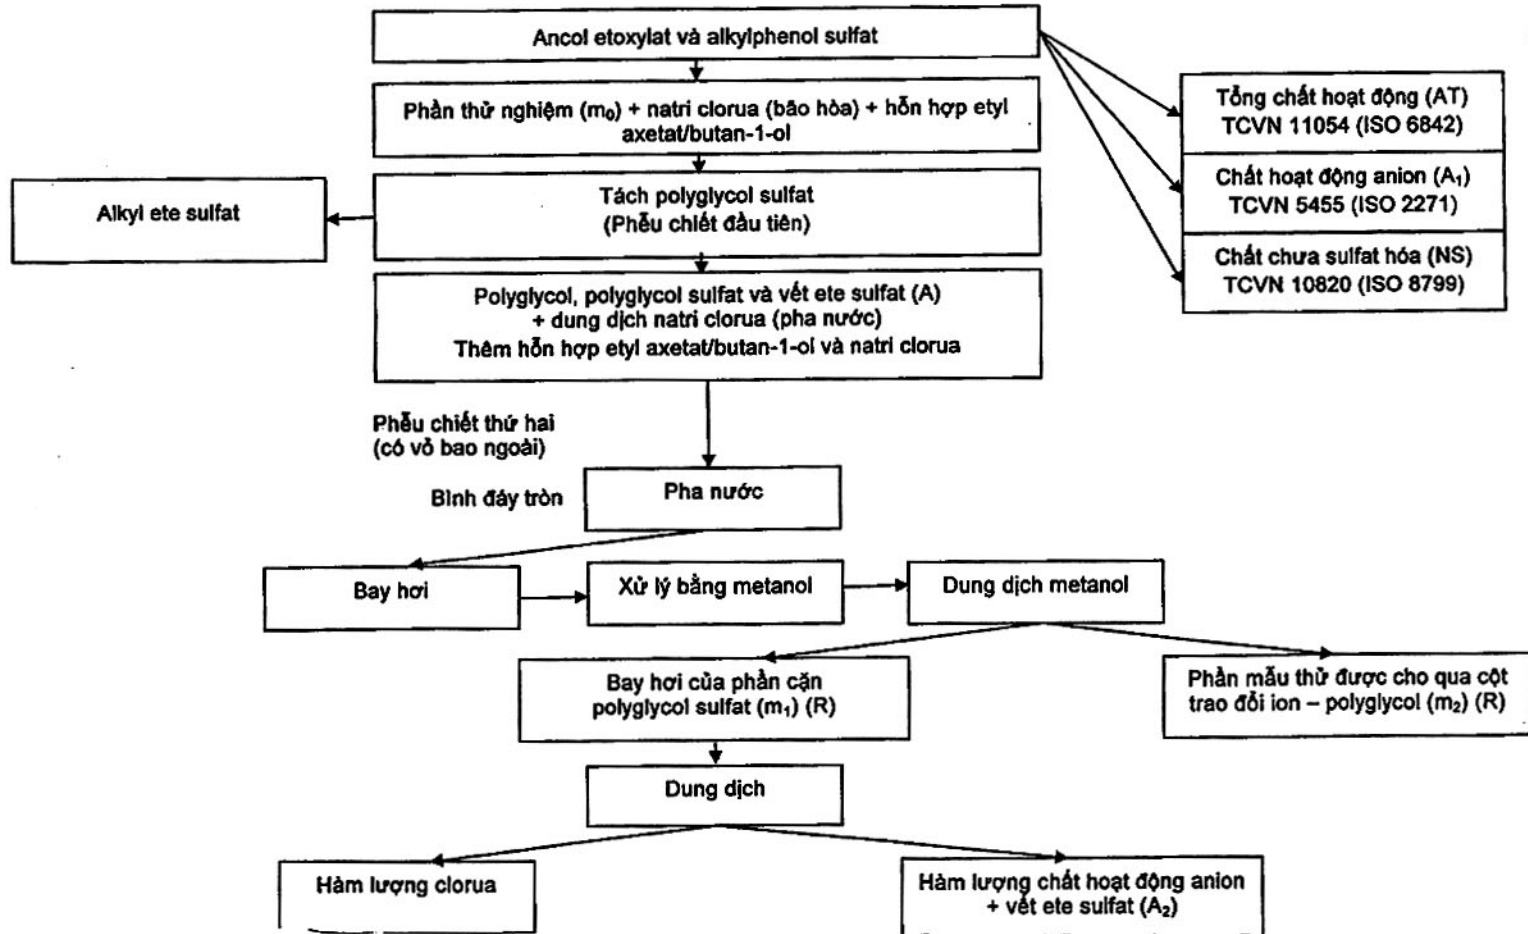 Ancol etoxylat và alkylphenol sulfat
Phần thử nghiệm (m₀) + natri clorua (bão hòa) + hỗn hợp etyl
axetat/butan-1-ol
Tổng chất hoạt động (AT)
TCVN 11054 (ISO 6842)
Chất hoạt động anion (A₁)
TCVN 5455 (ISO 2271)
Chất chưa sulfat hóa (NS)
TCVN 10820 (ISO 8799)
Alkyl ete sulfat
Tách polyglycol sulfat
(Phễu chiết đầu tiên)
Polyglycol, polyglycol sulfat và vết ete sulfat (A)
+ dung dịch natri clorua (pha nước)
Thêm hỗn hợp etyl axetat/butan-1-ol và natri clorua
Phễu chiết thứ hai
(có vỏ bao ngoài)
Bình đáy tròn
Pha nước
Bay hơi
Xử lý bằng metanol
Dung dịch metanol
Bay hơi của phần cặn
polyglycol sulfat (m₁) (R)
Phần mẫu thử được cho qua cột
trao đổi ion – polyglycol (m₂) (R)
Dung dịch
Hàm lượng clorua
Hàm lượng chất hoạt động anion
+ vết ete sulfat (A₂)